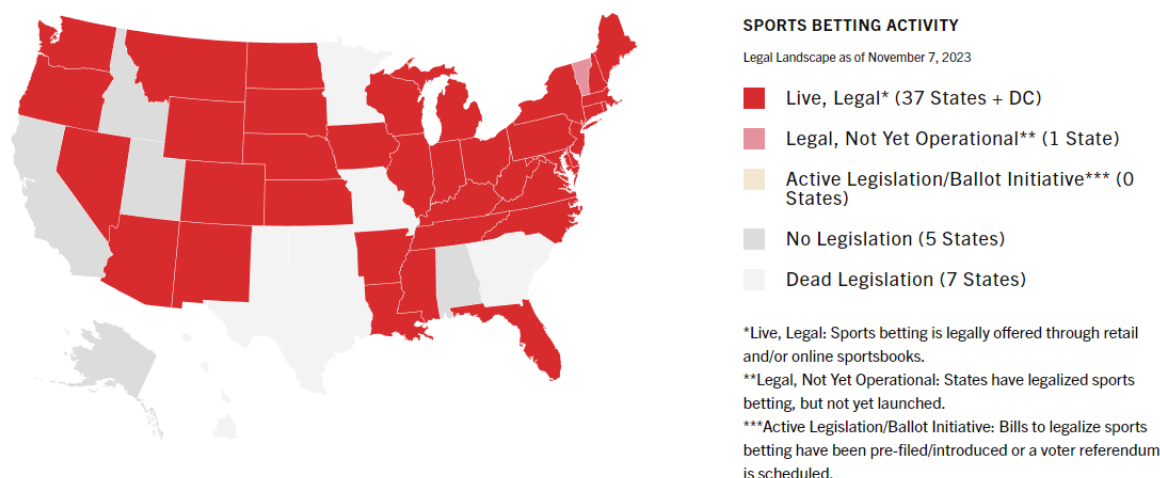 SPORTS BETTING ACTIVITY
Legal Landscape as of November 7, 2023
Live, Legal* (37 States + DC)
Legal, Not Yet Operational** (1 State)
Active Legislation/Ballot Initiative*** (0
States)
No Legislation (5 States)
Dead Legislation (7 States)
*Live, Legal: Sports betting is legally offered through retail
and/or online sportsbooks.
**Legal, Not Yet Operational: States have legalized sports
betting, but not yet launched.
***Active Legislation/Ballot Initiative: Bills to legalize sports
betting have been pre-filed/introduced or a voter referendum
is scheduled.